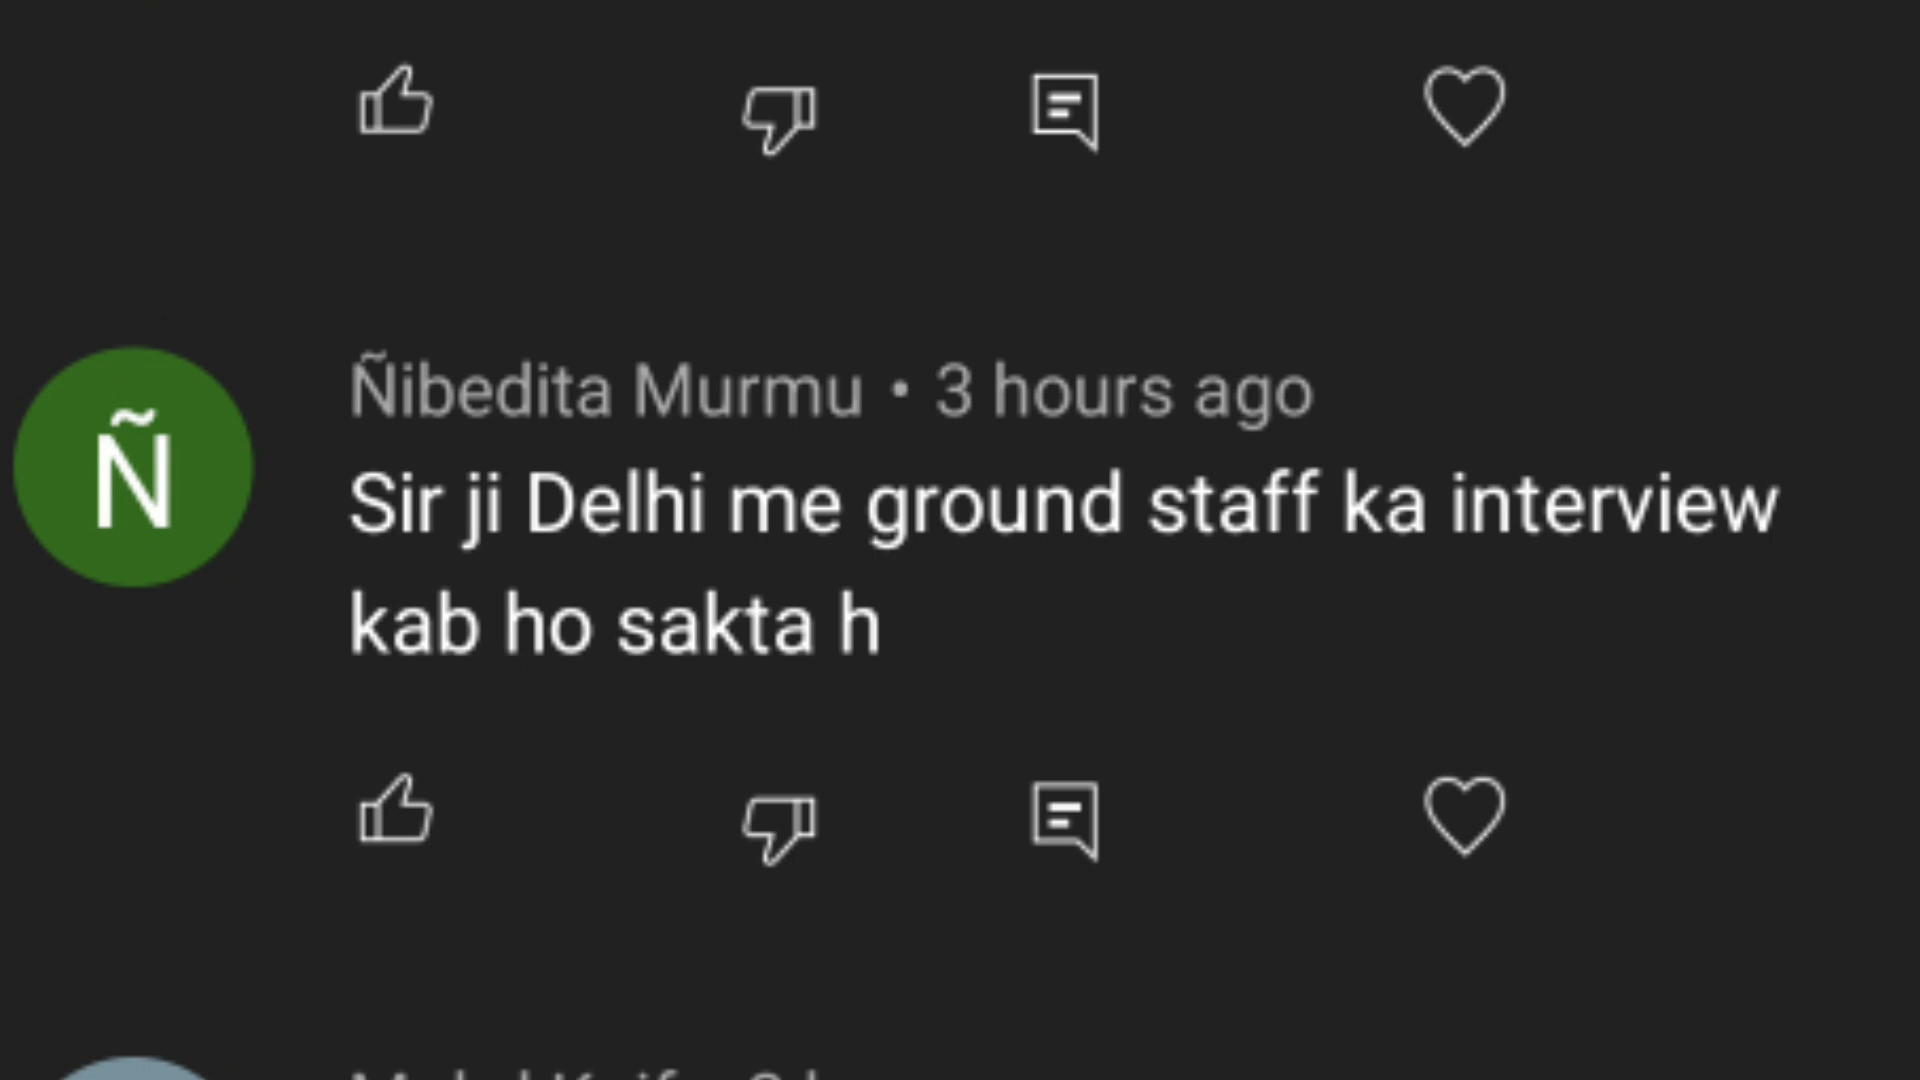 Ñ
Ñibedita Murmu • 3 hours ago
Sir ji Delhi me ground staff ka interview
kab ho sakta h